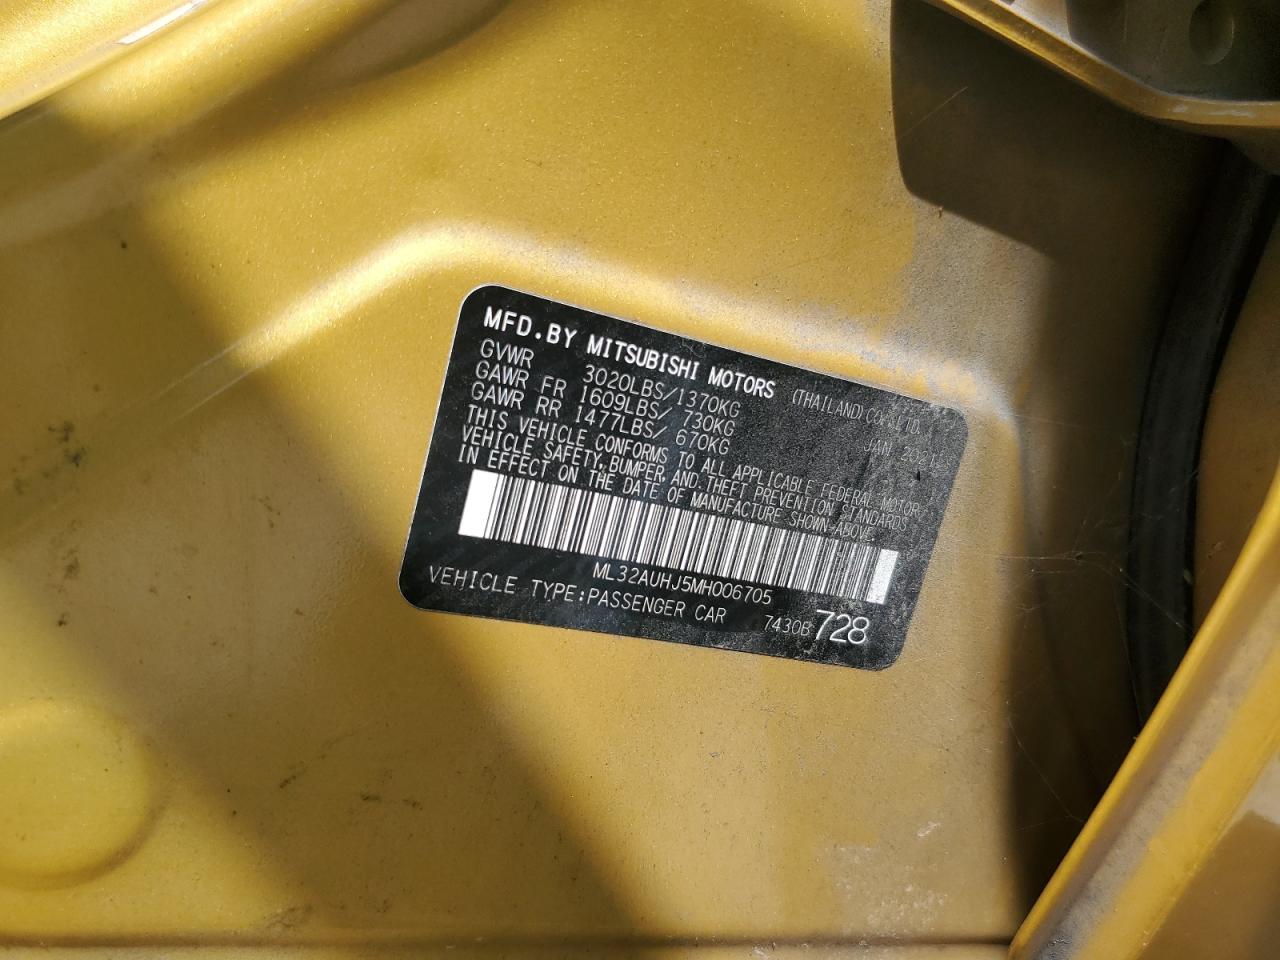 MFD.BY MITSUBISHI MOTORS (THAILAND)CO.,LTD.
GVWR 3020LBS/1370KG JAN 2021
GAWR FR 1609LBS/ 730KG
GAWR RR 1477LBS/ 670KG
THIS VEHICLE CONFORMS TO ALL APPLICABLE FEDERAL MOTOR
VEHICLE SAFETY, BUMPER, AND THEFT PREVENTION STANDARDS
IN EFFECT ON THE DATE OF MANUFACTURE SHOWN ABOVE.
ML32AUHJ5MH006705
VEHICLE TYPE:PASSENGER CAR 7430B 728